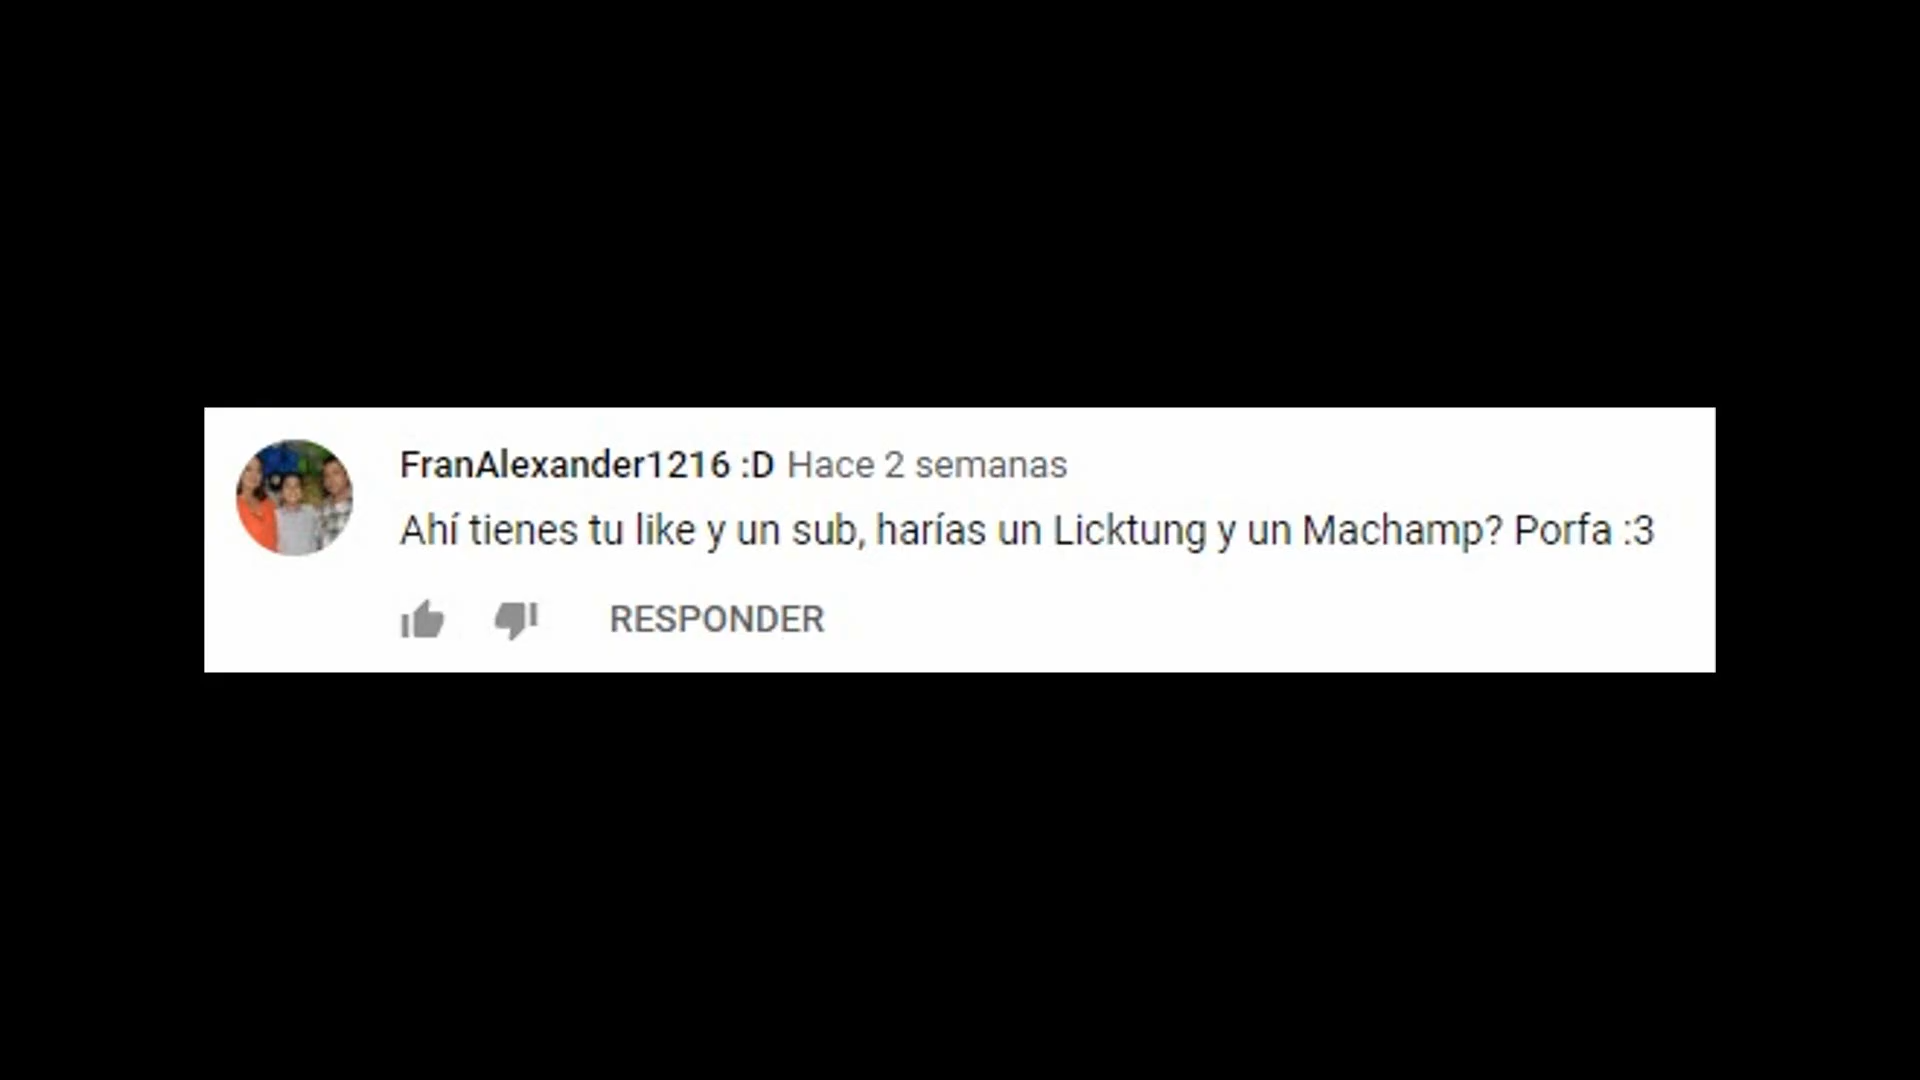 FranAlexander1216 :D Hace 2 semanas
Ahí tienes tu like y un sub, harías un Licktung y un Machamp? Porfa :3
RESPONDER